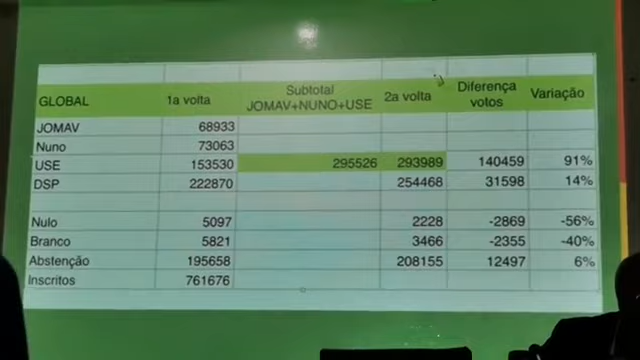 GLOBAL 1a volta Subtotal JOMAV+NUNO+USE 2a volta Diferença votos Variação
JOMAV 68933
Nuno 73063
USE 153530 295526 293989 140459 91%
DSP 222870 254468 31598 14%
Nulo 5097 2228 -2869 -56%
Branco 5821 3466 -2355 -40%
Abstenção 195658 208155 12497 6%
Inscritos 761676